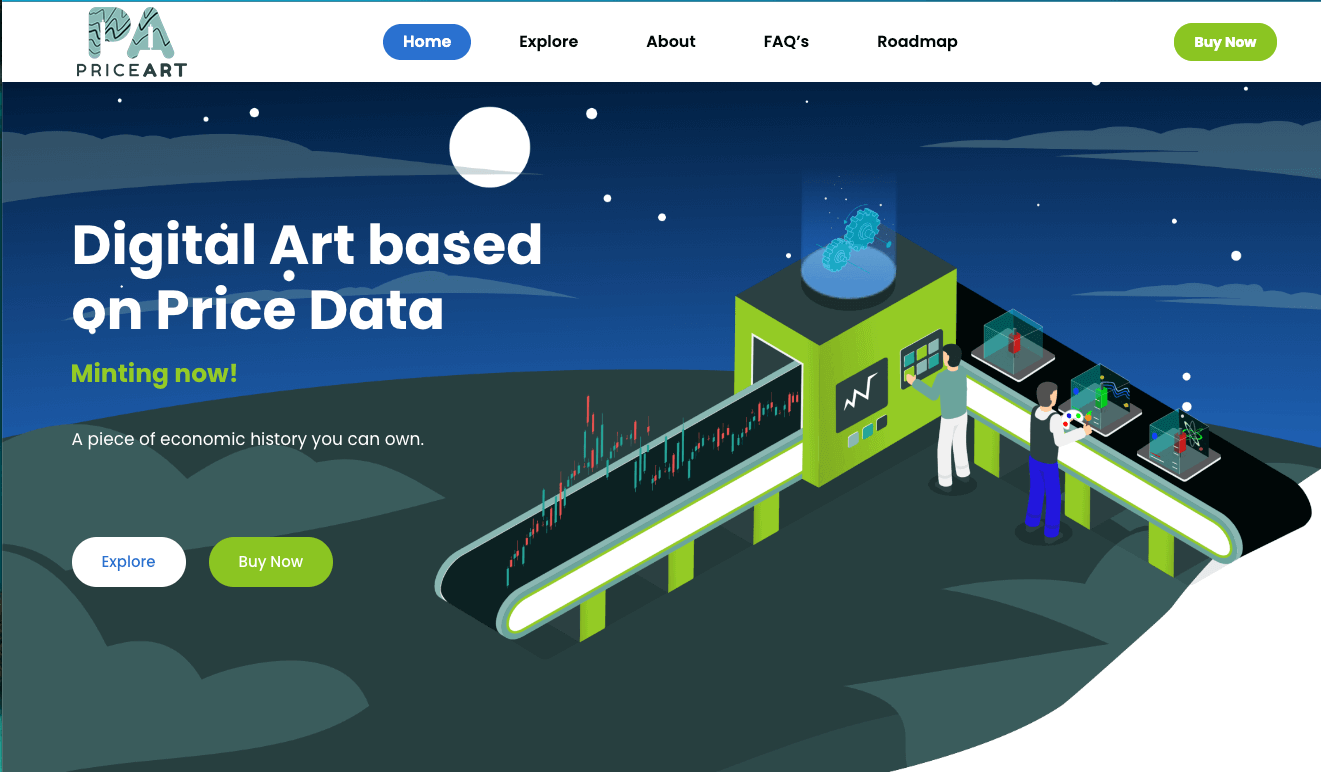 PA
PRICEART
Home
Explore
About
FAQ’s
Roadmap
Buy Now
Digital Art based
on Price Data
Minting now!
A piece of economic history you can own.
Explore
Buy Now